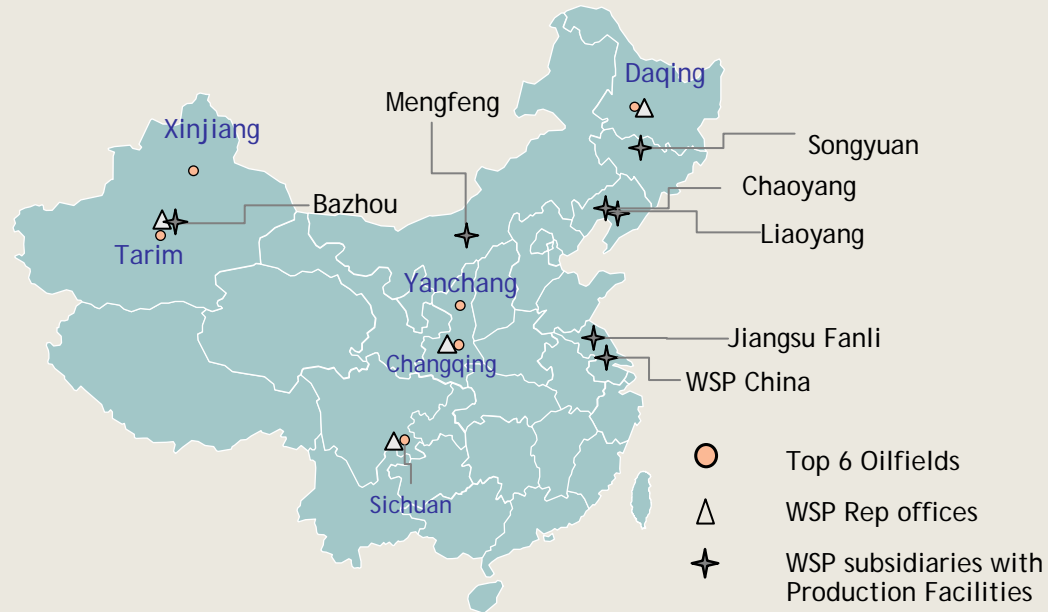 Daqing
Mengfeng
Xinjiang
Songyuan
Chaoyang
Bazhou
Liaoyang
Tarim
Yanchang
Jiangsu Fanli
Changqing
WSP China
Top 6 Oilfields
Sichuan
WSP Rep offices
WSP subsidiaries with
Production Facilities